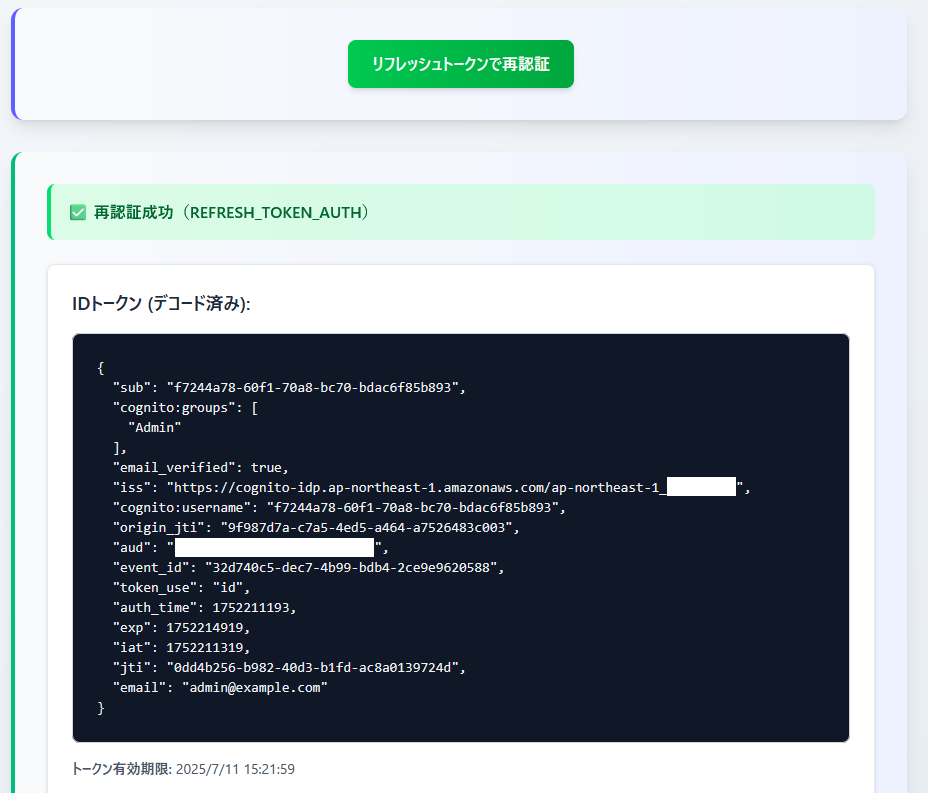 リフレッシュトークンで再認証
✅ 再認証成功（REFRESH_TOKEN_AUTH）
IDトークン (デコード済み):
{
  "sub": "f7244a78-60f1-70a8-bc70-bdac6f85b893",
  "cognito:groups": [
    "Admin"
  ],
  "email_verified": true,
  "iss": "https://cognito-idp.ap-northeast-1.amazonaws.com/ap-northeast-1_",
  "cognito:username": "f7244a78-60f1-70a8-bc70-bdac6f85b893",
  "origin_jti": "9f987d7a-c7a5-4ed5-a464-a7526483c003",
  "aud": "",
  "event_id": "32d740c5-dec7-4b99-bdb4-2ce9e9620588",
  "token_use": "id",
  "auth_time": 1752211193,
  "exp": 1752214919,
  "iat": 1752211319,
  "jti": "0dd4b256-b982-40d3-b1fd-ac8a0139724d",
  "email": "admin@example.com"
}
トークン有効期限: 2025/7/11 15:21:59